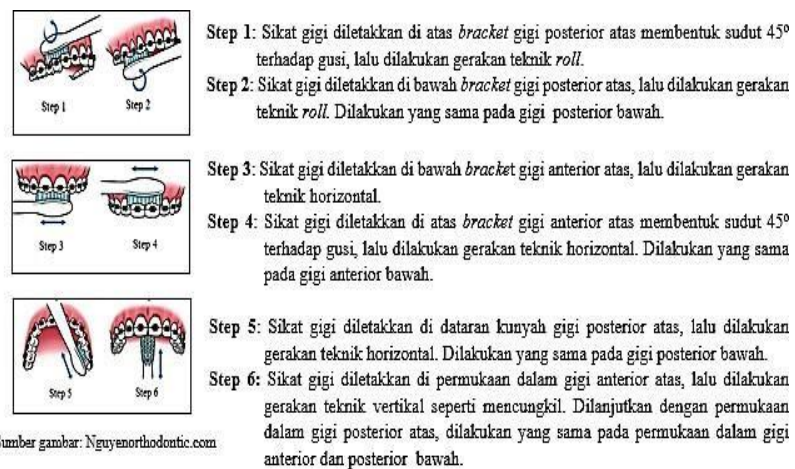 Step 1
Step 2
Step 1: Sikat gigi diletakkan di atas bracket gigi posterior atas membentuk sudut 45⁰
terhadap gusi, lalu dilakukan gerakan teknik roll.
Step 2: Sikat gigi diletakkan di bawah bracket gigi posterior atas, lalu dilakukan gerakan
teknik roll. Dilakukan yang sama pada gigi posterior bawah.
Step 3
Step 4
Step 3: Sikat gigi diletakkan di bawah bracket gigi anterior atas, lalu dilakukan gerakan
teknik horizontal.
Step 4: Sikat gigi diletakkan di atas bracket gigi anterior atas membentuk sudut 45⁰
terhadap gusi, lalu dilakukan gerakan teknik horizontal. Dilakukan yang sama
pada gigi anterior bawah.
Step 5
Step 6
Step 5: Sikat gigi diletakkan di dataran kunyah gigi posterior atas, lalu dilakukan
gerakan teknik horizontal. Dilakukan yang sama pada gigi posterior bawah.
Step 6: Sikat gigi diletakkan di permukaan dalam gigi anterior atas, lalu dilakukan
gerakan teknik vertikal seperti mencungkil. Dilanjutkan dengan permukaan
dalam gigi posterior atas, dilakukan yang sama pada permukaan dalam gigi
anterior dan posterior bawah.
Sumber gambar: Nguyenorthodontic.com